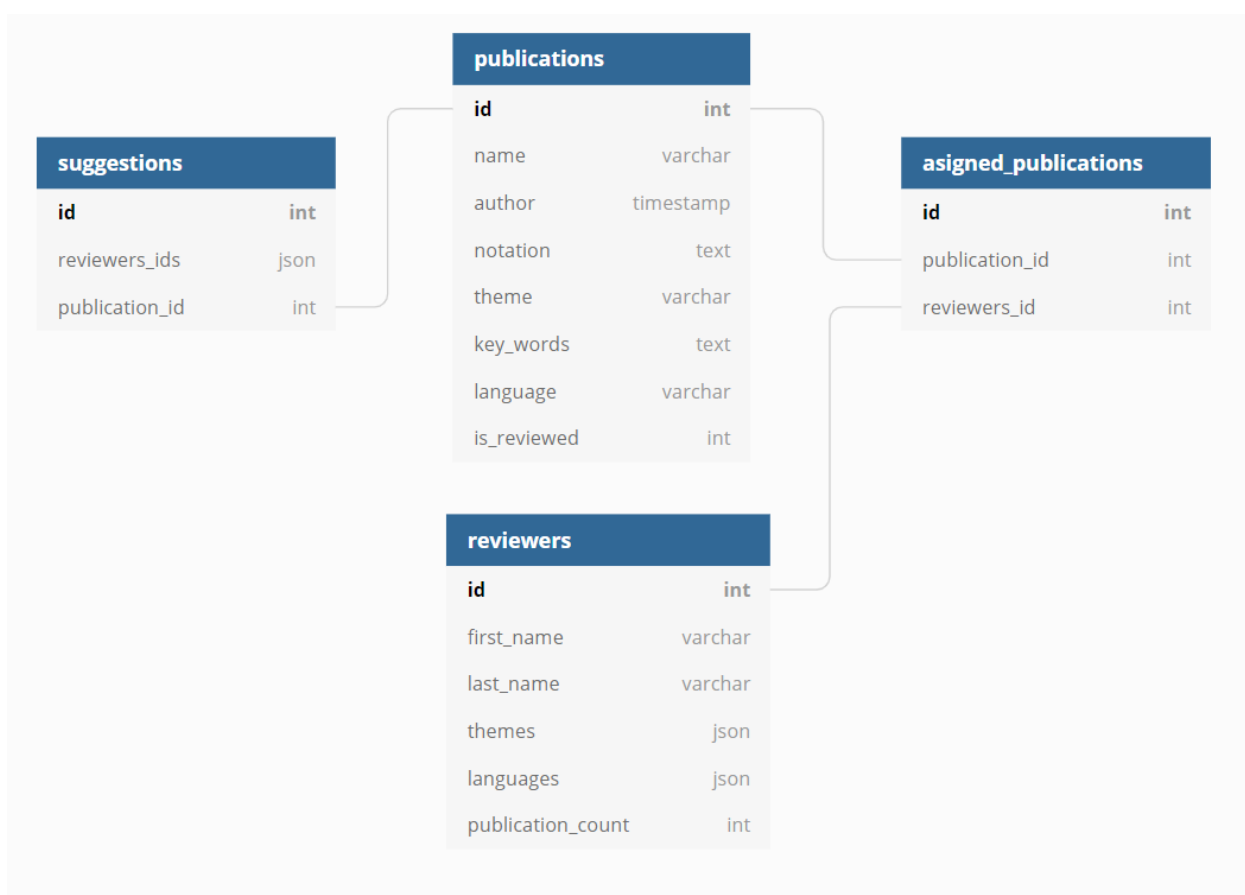 publications
id int
name varchar
author timestamp
notation text
theme varchar
key_words text
language varchar
is_reviewed int
suggestions
id int
reviewers_ids json
publication_id int
asigned_publications
id int
publication_id int
reviewers_id int
reviewers
id int
first_name varchar
last_name varchar
themes json
languages json
publication_count int